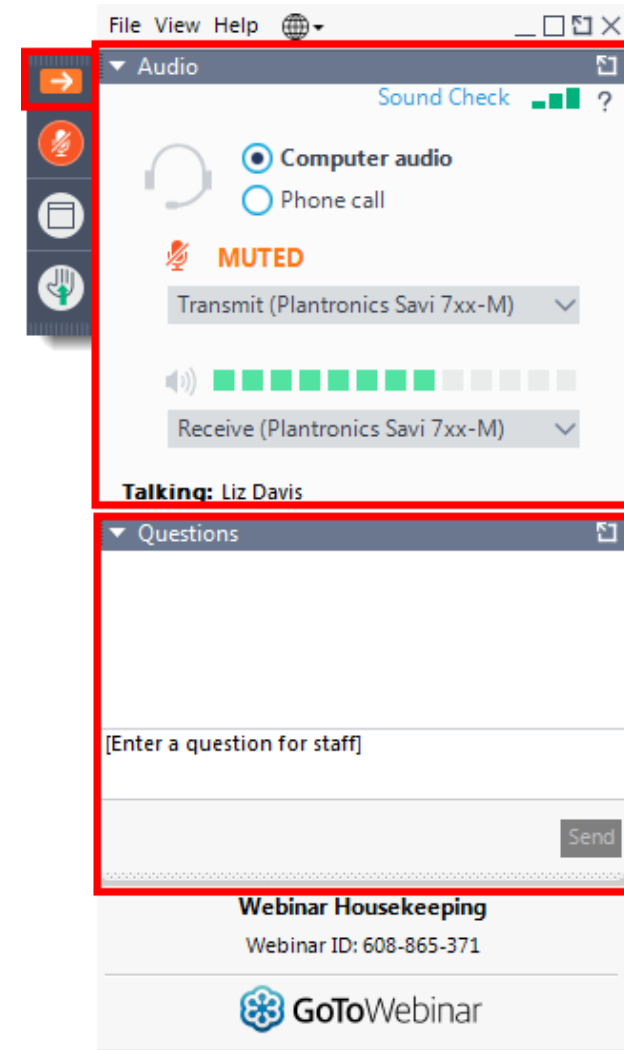 File View Help
Audio
Sound Check ?
Computer audio
Phone call
MUTED
Transmit (Plantronics Savi 7xx-M)
Receive (Plantronics Savi 7xx-M)
Talking: Liz Davis
Questions
[Enter a question for staff]
Send
Webinar Housekeeping
Webinar ID: 608-865-371
GoToWebinar